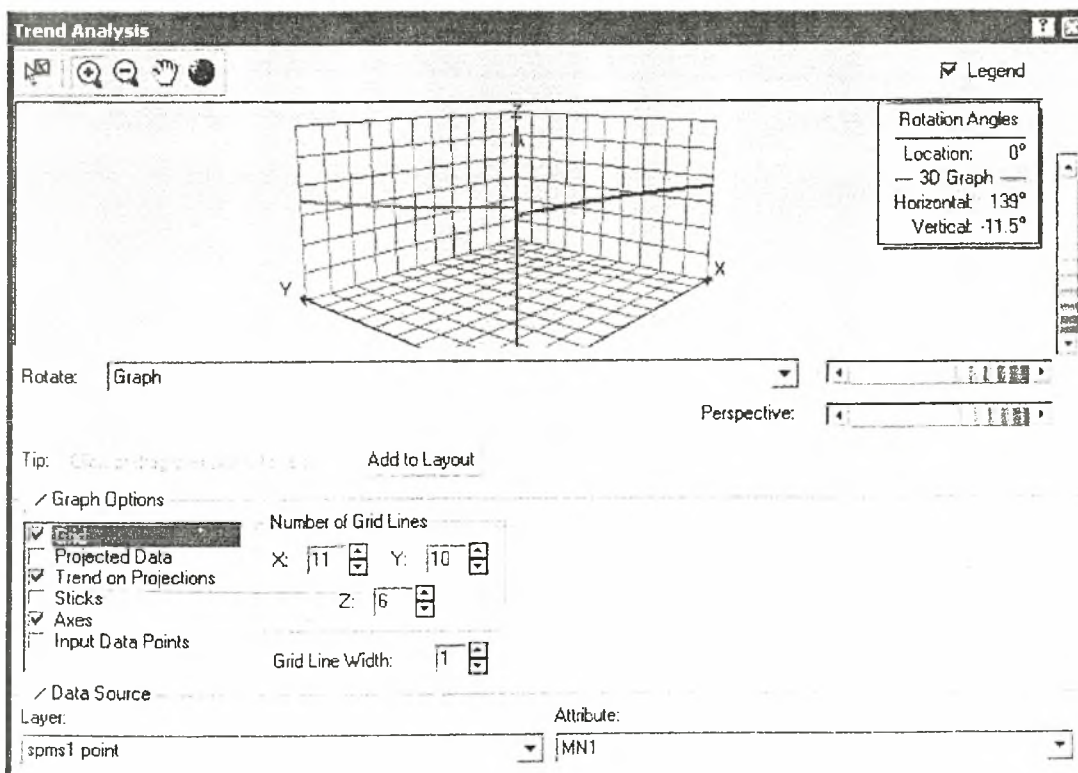 Trend Analysis
Legend
Rotation Angles
Location: 0°
3D Graph
Horizontal: 139°
Vertical: -11.5°
Z
Y
X
Rotate: Graph
Perspective:
Tip:
Add to Layout
Graph Options
Projected Data
Trend on Projections
Sticks
Axes
Input Data Points
Number of Grid Lines
X: 11 Y: 10
Z: 6
Grid Line Width: 1
Data Source
Layer:
Attribute:
spms1 point
MN1